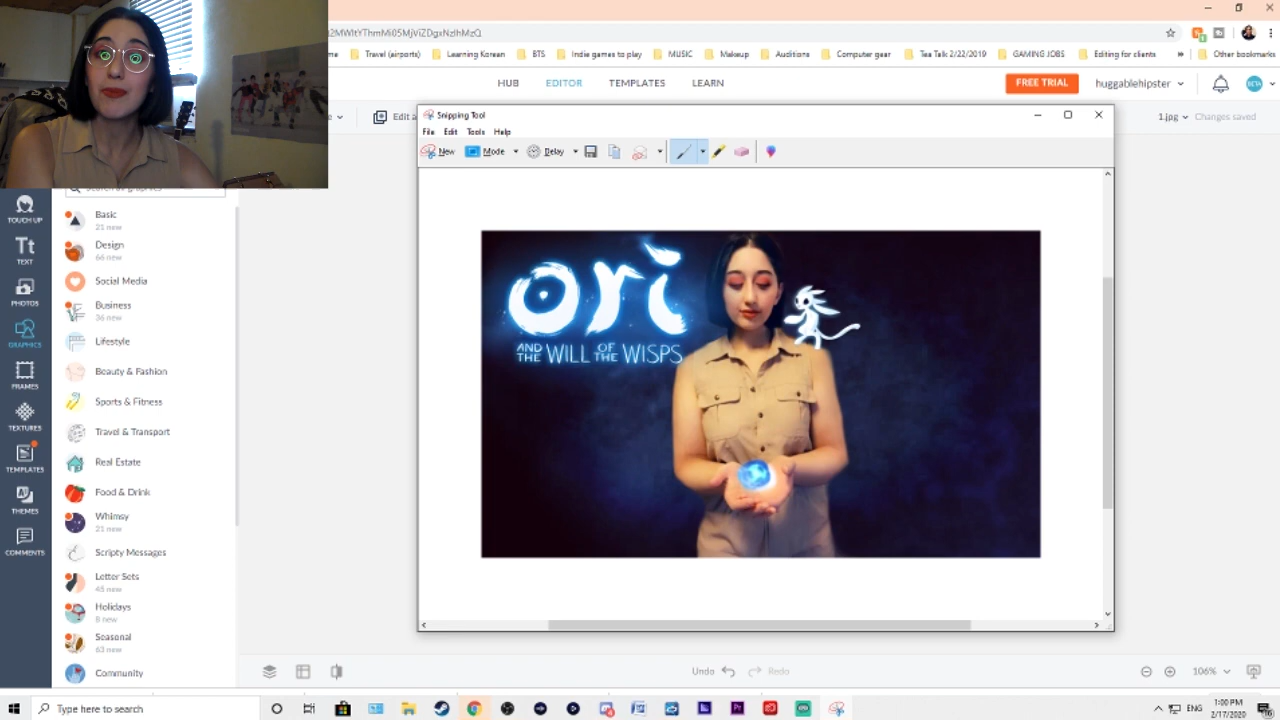 Travel (airports)
Learning Korean
BTS
Indie games to play
MUSIC
Makeup
Auditions
Computer gear
Tea Talk 2/22/2019
GAMING JOBS
Editing for clients
»
Other bookmarks
HUB
EDITOR
TEMPLATES
LEARN
FREE TRIAL
huggablehipster
Edit a
1.jpg
Changes saved
Snipping Tool
File Edit Tools Help
New
Mode
Delay
TOUCH UP
Tt
TEXT
PHOTOS
GRAPHICS
FRAMES
TEXTURES
TEMPLATES
THEMES
COMMENTS
Basic
21 new
Design
66 new
Social Media
Business
36 new
Lifestyle
Beauty & Fashion
Sports & Fitness
Travel & Transport
Real Estate
Food & Drink
Whimsy
21 new
Scripty Messages
Letter Sets
45 new
Holidays
8 new
Seasonal
63 new
Community
ori
AND THE WILL OF THE WISPS
Undo
Redo
106%
Type here to search
ENG
1:00 PM
2/17/2020